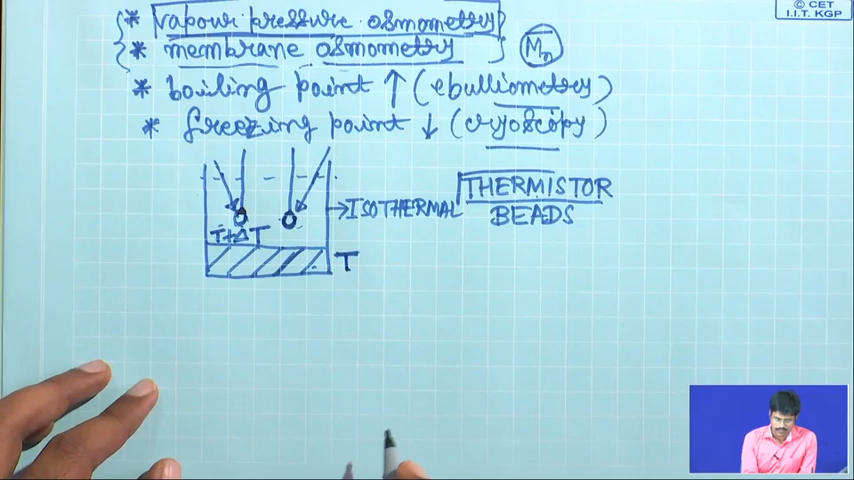 © CET
I.I.T. KGP
* vapour pressure osmometry
* membrane osmometry Mn
* boiling point ↑ (ebulliometry)
* freezing point ↓ (cryoscopy)
→ ISOTHERMAL THERMISTOR
BEADS
T+ΔT
T